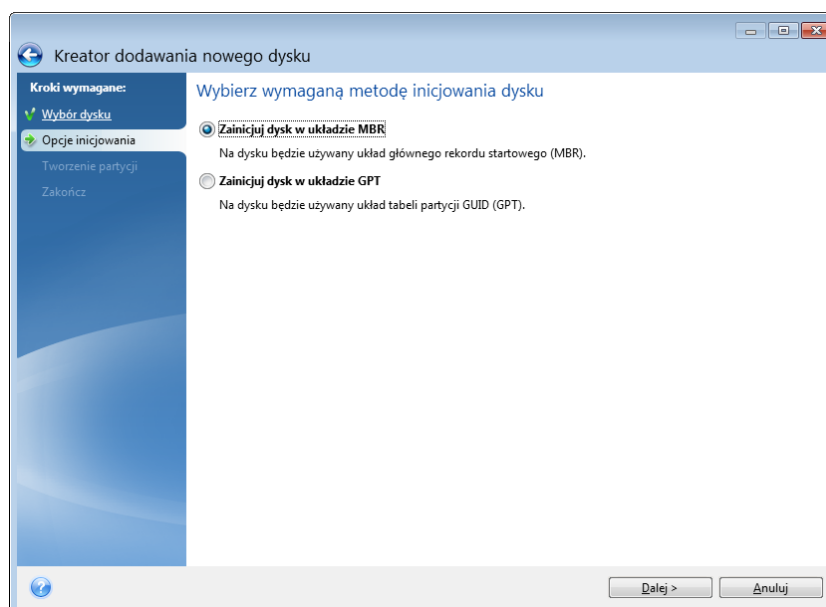 Kreator dodawania nowego dysku
Kroki wymagane:
Wybór dysku
Opcje inicjowania
Tworzenie partycji
Zakończ
Wybierz wymaganą metodę inicjowania dysku
Zainicjuj dysk w układzie MBR
Na dysku będzie używany układ głównego rekordu startowego (MBR).
Zainicjuj dysk w układzie GPT
Na dysku będzie używany układ tabeli partycji GUID (GPT).
Dalej >
Anuluj